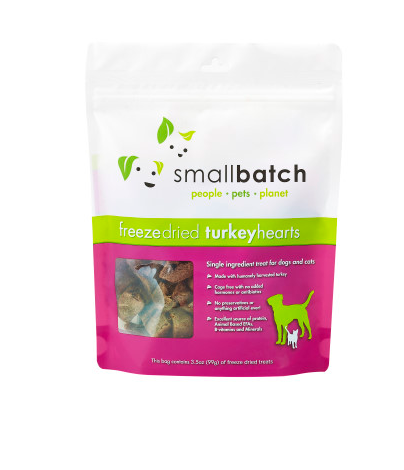 smallbatch
people • pets • planet
freezedried turkeyhearts
Single ingredient treat for dogs and cats
Made with humanely harvested turkey
Cage free with no added
hormones or antibiotics
No preservatives or
anything artificial ever!
Excellent source of protein,
Animal Based EFAs,
B-vitamins and Minerals
This bag contains 3.5oz (99g) of freeze dried treats